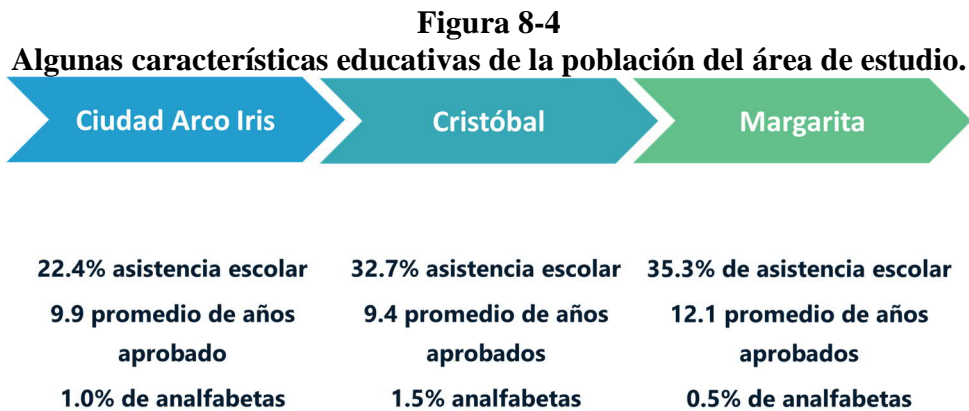 Figura 8-4
Algunas características educativas de la población del área de estudio.
Ciudad Arco Iris
Cristóbal
Margarita
22.4% asistencia escolar
9.9 promedio de años
aprobado
1.0% de analfabetas
32.7% asistencia escolar
9.4 promedio de años
aprobados
1.5% analfabetas
35.3% de asistencia escolar
12.1 promedio de años
aprobados
0.5% de analfabetas